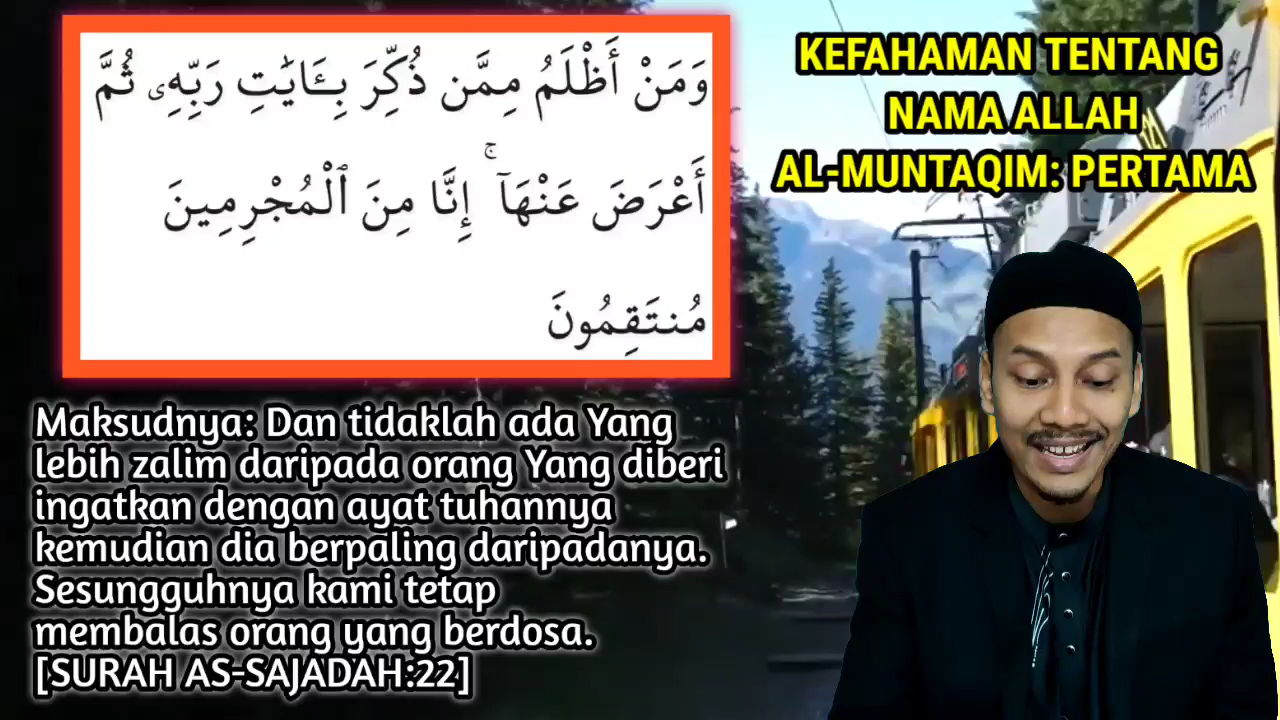 وَمَنْ أَظْلَمُ مِمَّن ذُكِّرَ بِـَٔايَٰتِ رَبِّهِۦ ثُمَّ
أَعْرَضَ عَنْهَآ ۚ إِنَّا مِنَ ٱلْمُجْرِمِينَ
مُنتَقِمُونَ
Maksudnya: Dan tidaklah ada Yang
lebih zalim daripada orang Yang diberi
ingatkan dengan ayat tuhannya
kemudian dia berpaling daripadanya.
Sesungguhnya kami tetap
membalas orang yang berdosa.
[SURAH AS-SAJADAH:22]
KEFAHAMAN TENTANG
NAMA ALLAH
AL-MUNTAQIM: PERTAMA